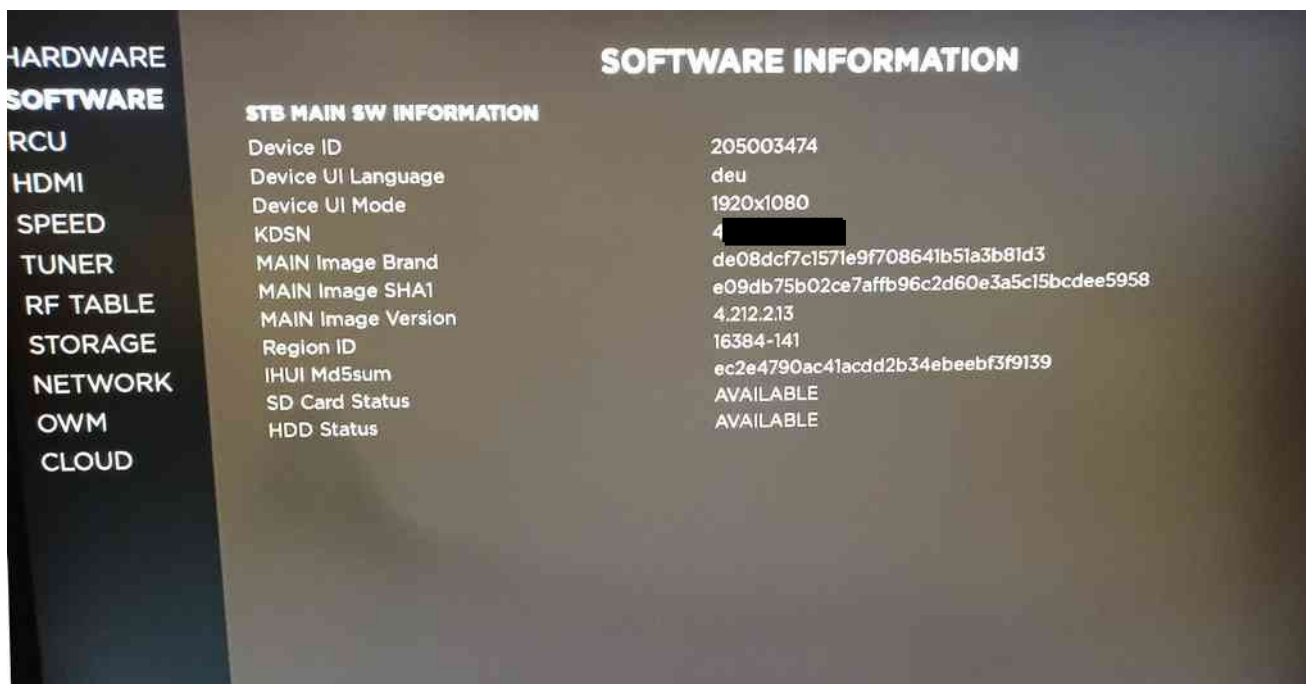 HARDWARE
SOFTWARE
RCU
HDMI
SPEED
TUNER
RF TABLE
STORAGE
NETWORK
OWM
CLOUD
SOFTWARE INFORMATION
STB MAIN SW INFORMATION
Device ID 205003474
Device UI Language deu
Device UI Mode 1920x1080
KDSN 4
MAIN Image Brand de08dcf7c1571e9f708641b51a3b81d3
MAIN Image SHA1 e09db75b02ce7affb96c2d60e3a5c15bcdee5958
MAIN Image Version 4.212.2.13
Region ID 16384-141
IHUI Md5sum ec2e4790ac41acdd2b34ebeebf3f9139
SD Card Status AVAILABLE
HDD Status AVAILABLE